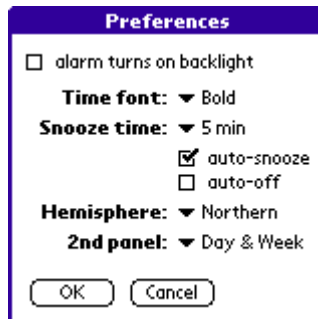 Preferences
alarm turns on backlight
Time font: Bold
Snooze time: 5 min
auto-snooze
auto-off
Hemisphere: Northern
2nd panel: Day & Week
OK Cancel